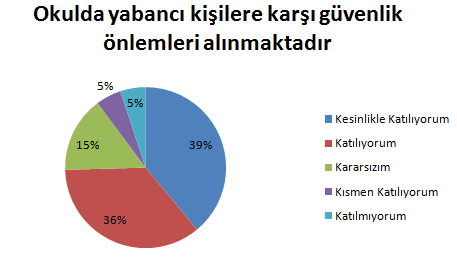 Okulda yabancı kişilere karşı güvenlik
önlemleri alınmaktadır
5%
5%
15%
39%
36%
Kesinlikle Katılıyorum
Katılıyorum
Kararsızım
Kısmen Katılıyorum
Katılmıyorum